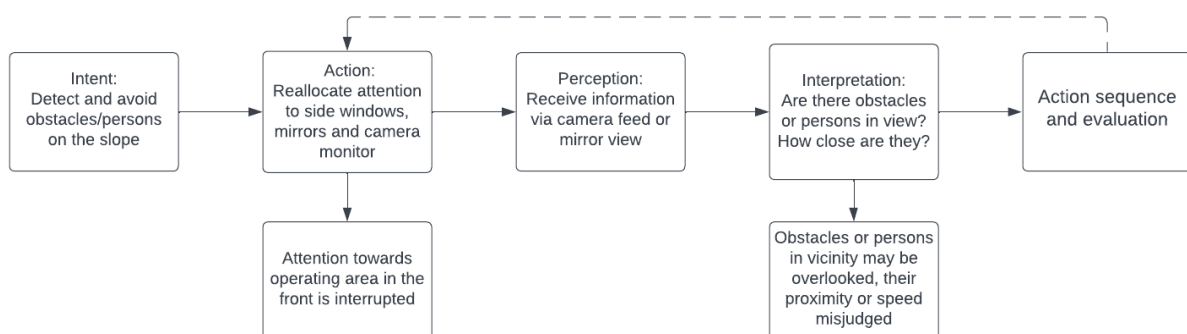 Intent:
Detect and avoid
obstacles/persons
on the slope
Action:
Reallocate attention
to side windows,
mirrors and camera
monitor
Perception:
Receive information
via camera feed or
mirror view
Interpretation:
Are there obstacles
or persons in view?
How close are they?
Action sequence
and evaluation
Attention towards
operating area in the
front is interrupted
Obstacles or persons
in vicinity may be
overlooked, their
proximity or speed
misjudged